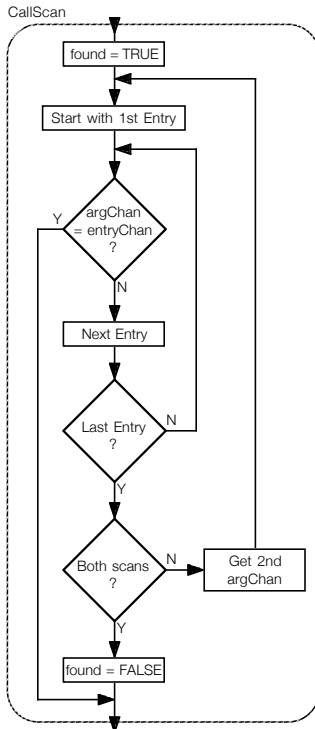 CallScan
found = TRUE
Start with 1st Entry
Y
argChan
= entryChan
?
N
Next Entry
Last Entry
?
N
Y
Both scans
?
N
Get 2nd
argChan
Y
found = FALSE